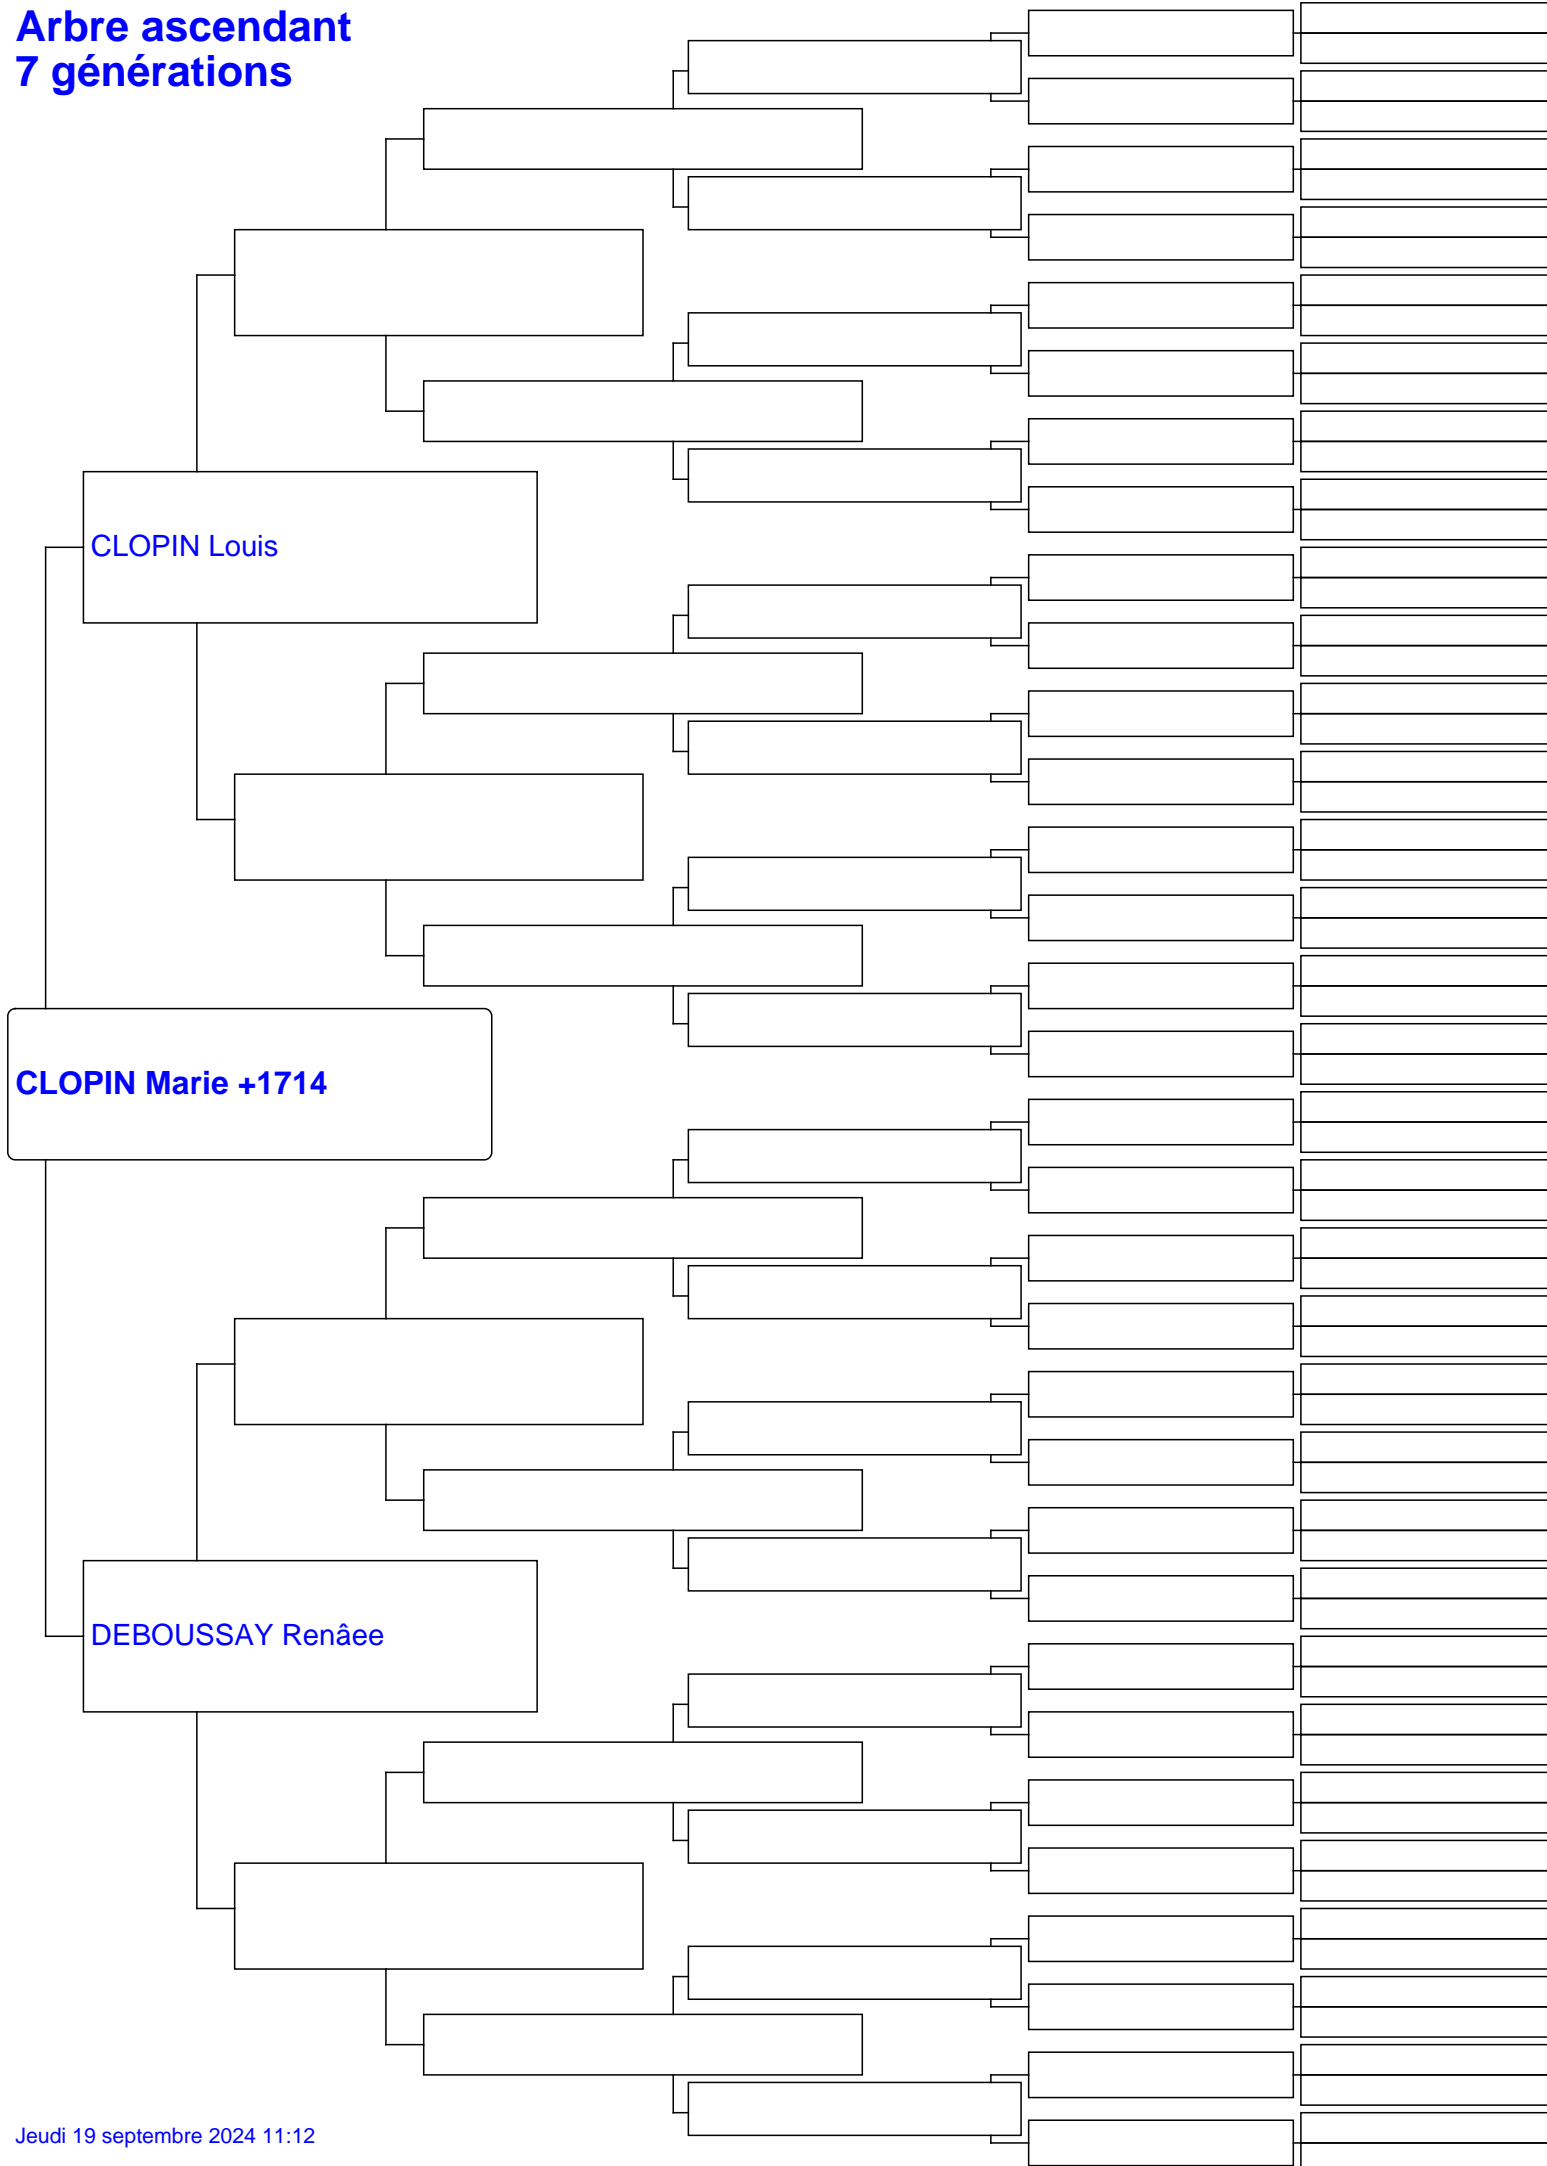 Arbre ascendant
7 générations
CLOPIN Louis
CLOPIN Marie +1714
DEBOUSSAY Renâee
Jeudi 19 septembre 2024 11:12